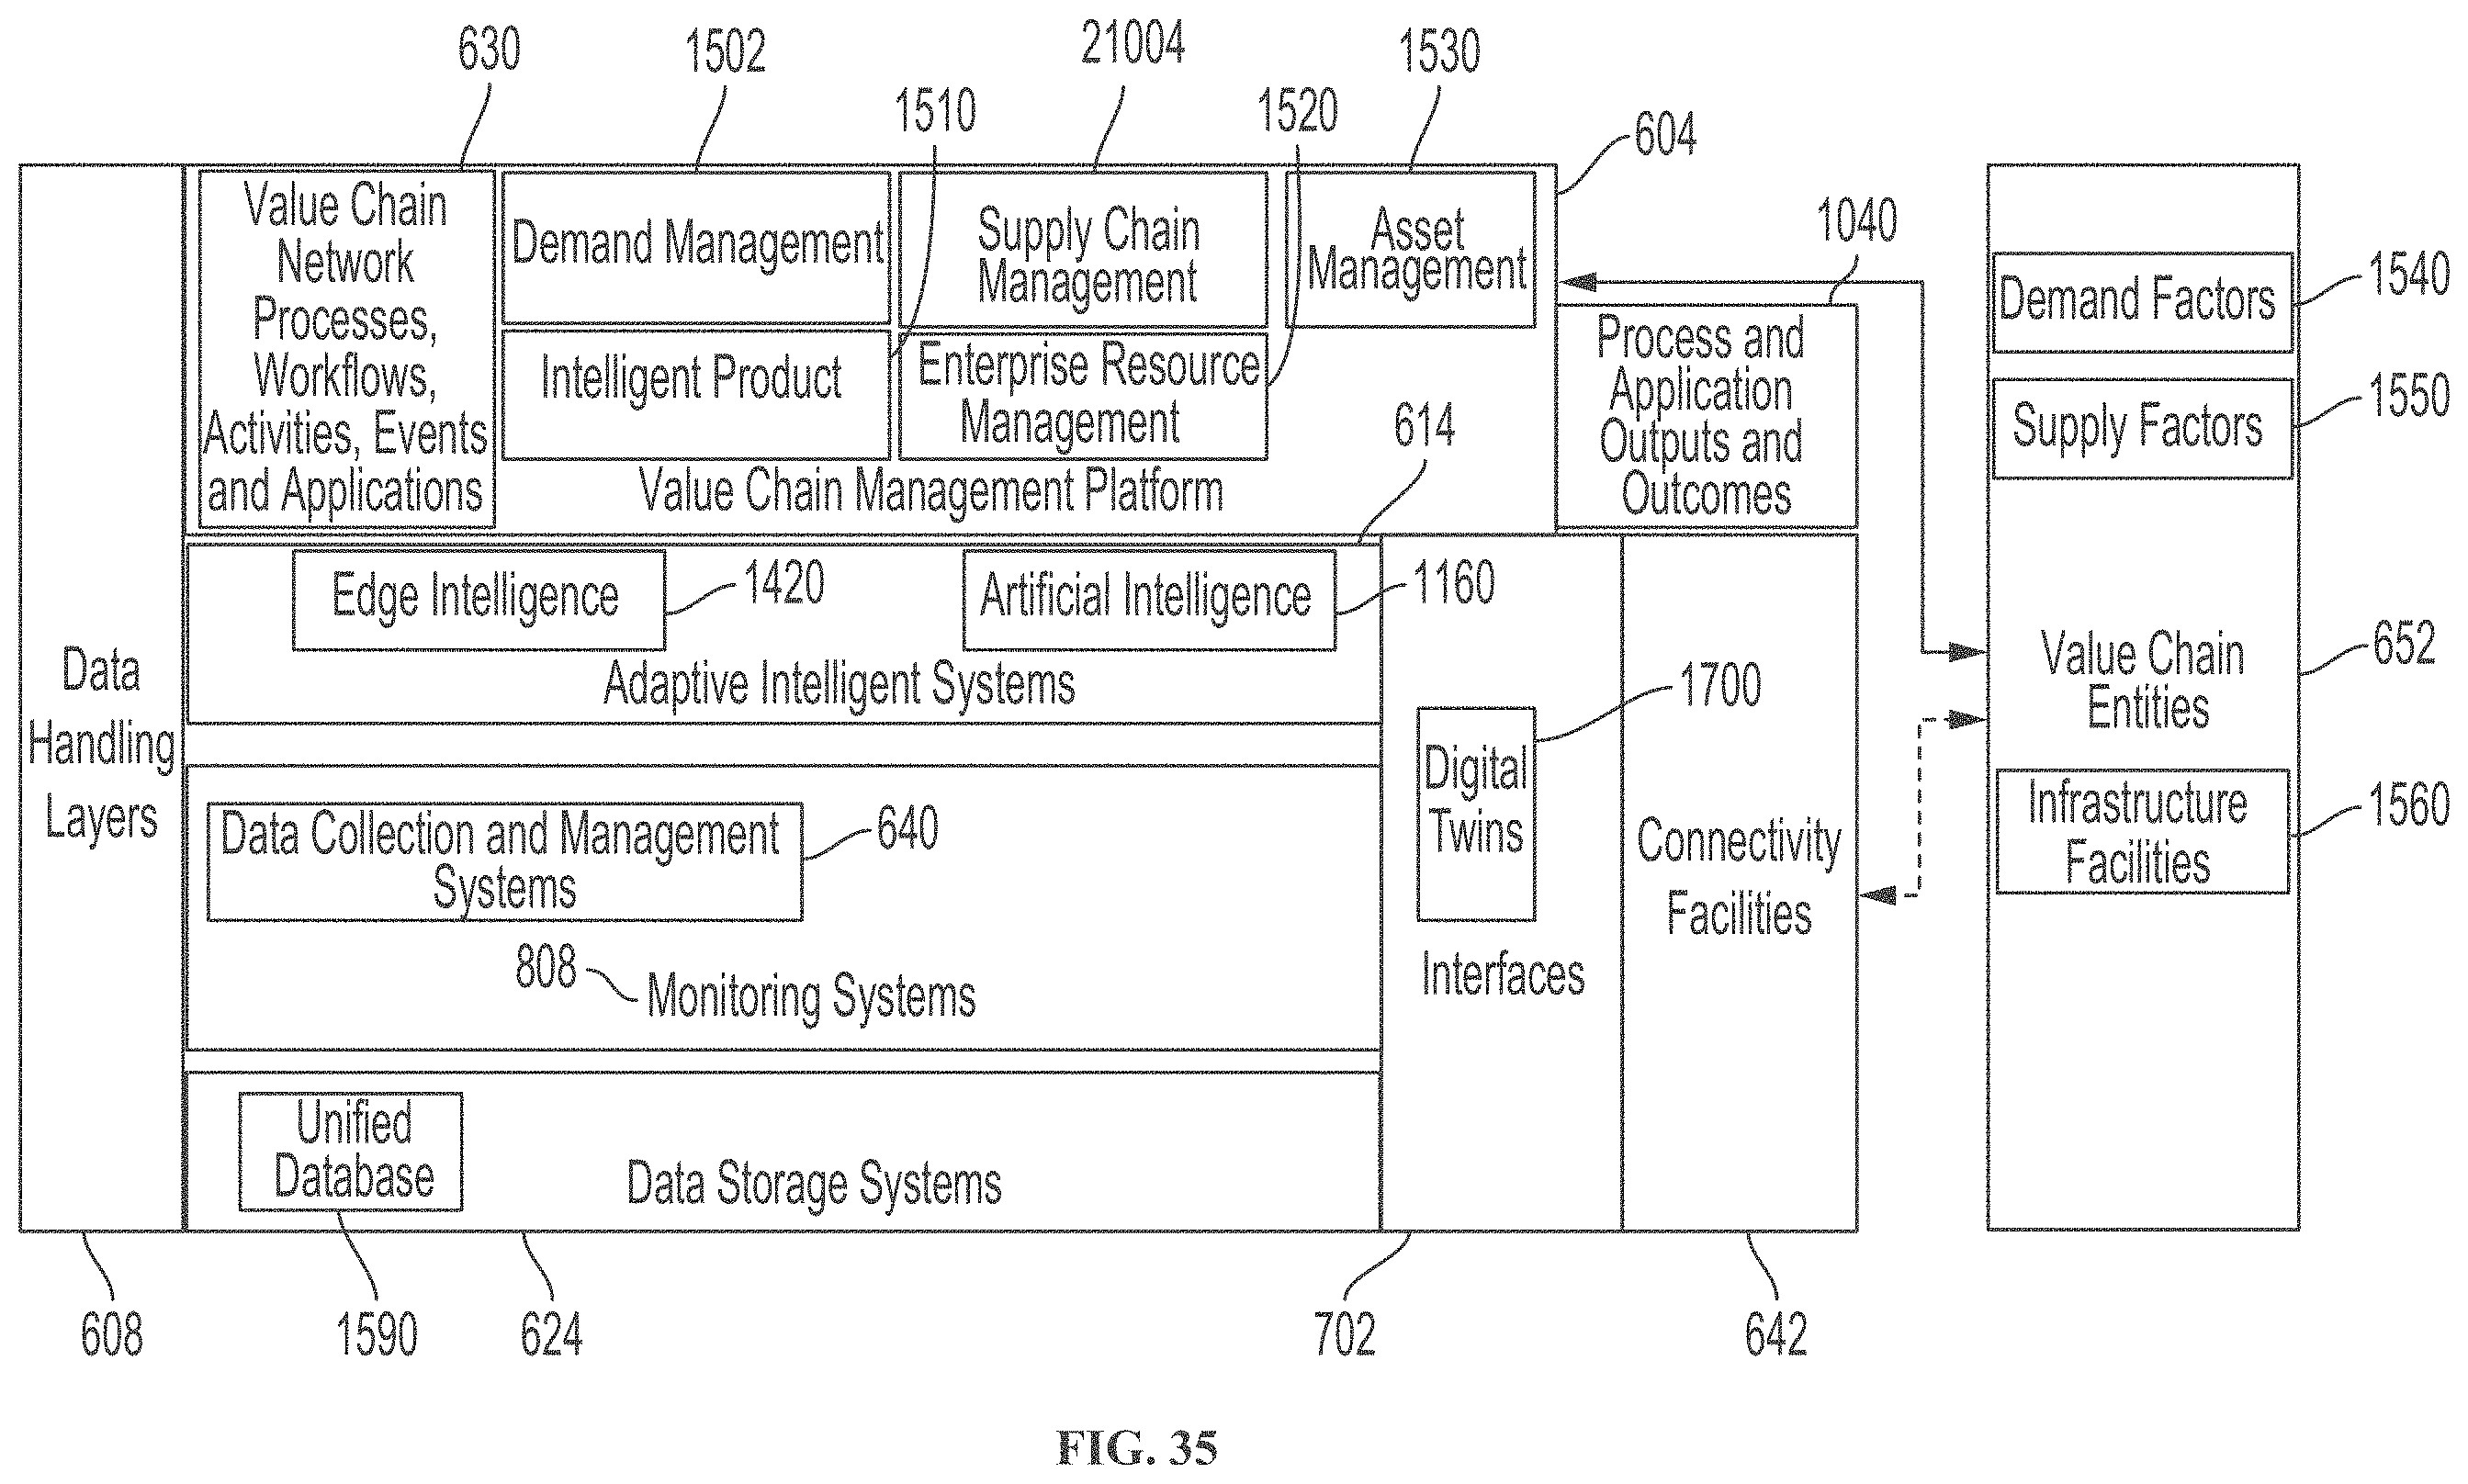 630
1502
21004
1530
1510
1520
604
1040
Value Chain
Network
Processes,
Workflows,
Activities, Events
and Applications
Demand Management
Supply Chain
Management
Asset
Management
Intelligent Product
Enterprise Resource
Management
Value Chain Management Platform
614
Process and
Application
Outputs and
Outcomes
Demand Factors
1540
Supply Factors
1550
Edge Intelligence
1420
Artificial Intelligence
1160
Adaptive Intelligent Systems
Data
Handling
Layers
Data Collection and Management
Systems
640
808
Monitoring Systems
1700
Digital
Twins
Interfaces
Connectivity
Facilities
Value Chain
Entities
652
Infrastructure
Facilities
1560
Unified
Database
Data Storage Systems
608
1590
624
702
642
FIG. 35